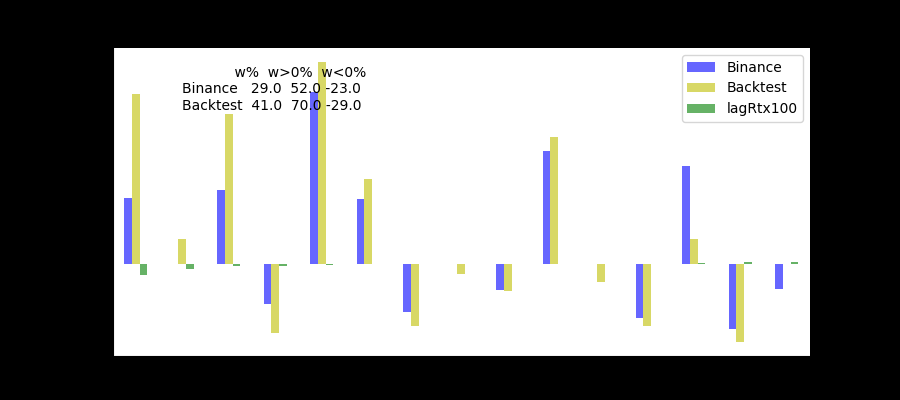 w% w>0% w<0%
Binance 29.0 52.0 -23.0
Backtest 41.0 70.0 -29.0
Binance
Backtest
lagRtx100